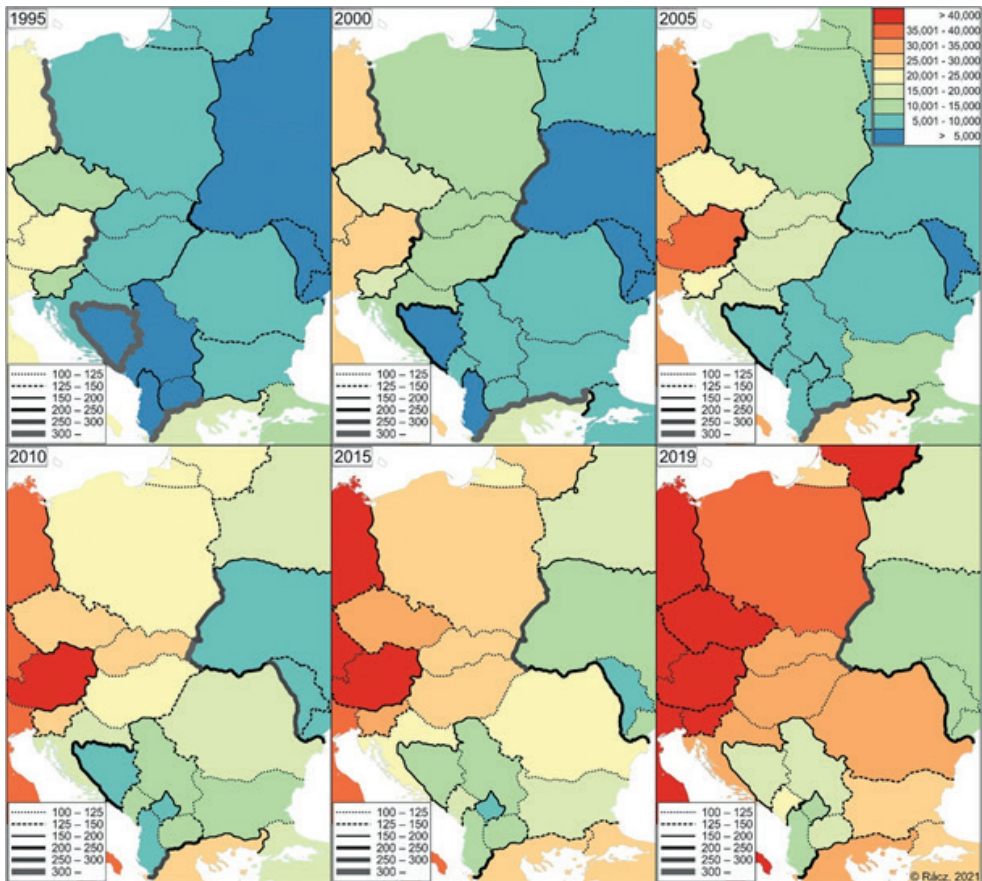 1995
2000
2005
> 40,000
35,001 - 40,000
30,001 - 35,000
25,001 - 30,000
20,001 - 25,000
15,001 - 20,000
10,001 - 15,000
5,001 - 10,000
> 5,000
100 – 125
125 – 150
150 – 200
200 – 250
250 – 300
300 –
100 – 125
125 – 150
150 – 200
200 – 250
250 – 300
300 –
100 – 125
125 – 150
150 – 200
200 – 250
250 – 300
300 –
2010
2015
2019
100 – 125
125 – 150
150 – 200
200 – 250
250 – 300
300 –
100 – 125
125 – 150
150 – 200
200 – 250
250 – 300
300 –
100 – 125
125 – 150
150 – 200
200 – 250
250 – 300
300 –
© Rácz, 2021